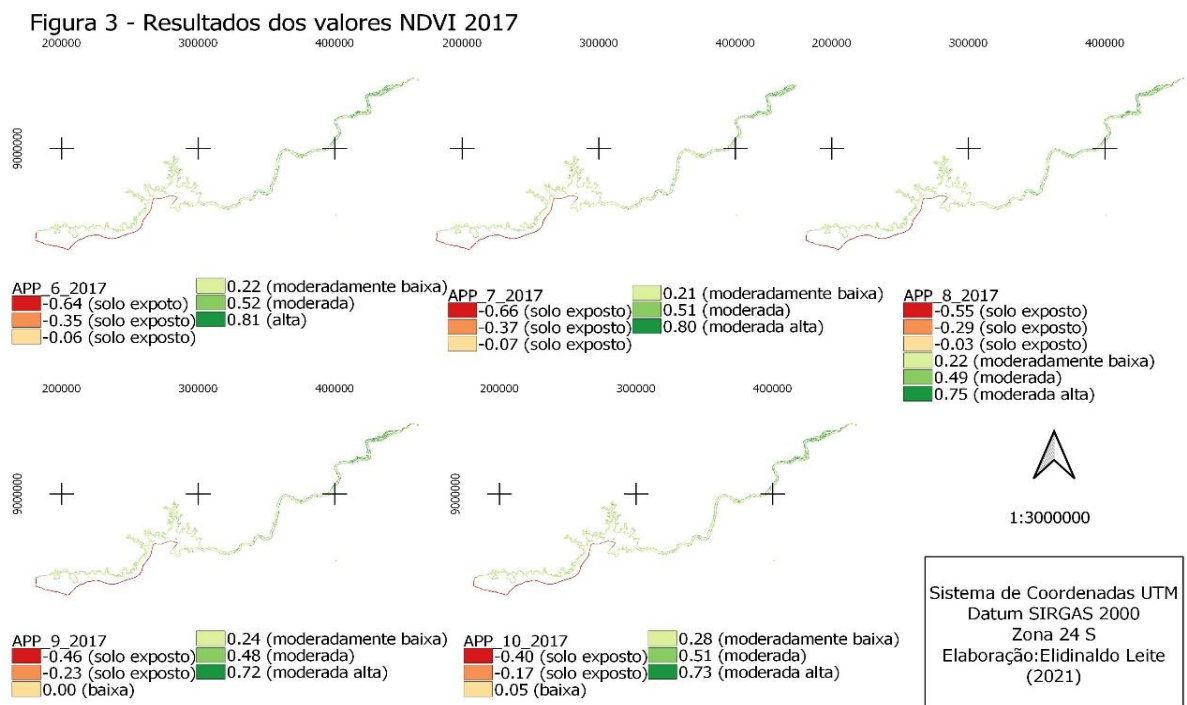 Figura 3 - Resultados dos valores NDVI 2017
200000 300000 400000
200000 300000 400000
200000 300000 400000
9000000
APP_6_2017
-0.64 (solo expoto)
-0.35 (solo exposto)
-0.06 (solo exposto)
0.22 (moderadamente baixa)
0.52 (moderada)
0.81 (alta)
APP_7_2017
-0.66 (solo exposto)
-0.37 (solo exposto)
-0.07 (solo exposto)
0.21 (moderadamente baixa)
0.51 (moderada)
0.80 (moderada alta)
APP_8_2017
-0.55 (solo exposto)
-0.29 (solo exposto)
-0.03 (solo exposto)
0.22 (moderadamente baixa)
0.49 (moderada)
0.75 (moderada alta)
200000 300000 400000
200000 300000 400000
9000000
9000000
APP_9_2017
-0.46 (solo exposto)
-0.23 (solo exposto)
0.00 (baixa)
0.24 (moderadamente baixa)
0.48 (moderada)
0.72 (moderada alta)
APP_10_2017
-0.40 (solo exposto)
-0.17 (solo exposto)
0.05 (baixa)
0.28 (moderadamente baixa)
0.51 (moderada)
0.73 (moderada alta)
1:3000000
Sistema de Coordenadas UTM
Datum SIRGAS 2000
Zona 24 S
Elaboração:Elidinaldo Leite
(2021)